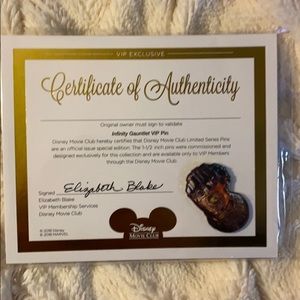 VIP EXCLUSIVE
Certificate of Authenticity
Original owner must sign to validate
Infinity Gauntlet VIP Pin
Disney Movie Club hereby certifies that Disney Movie Club Limited Series Pins
are an official issue special edition. The 1-1/2 inch pins were commissioned and
designed exclusively for this collection and are available only to VIP Members
through the Disney Movie Club.
Signed Elizabeth Blake
Elizabeth Blake
VIP Membership Services
Disney Movie Club
© 2018 Disney
© 2018 MARVEL
Disney
MOVIE CLUB